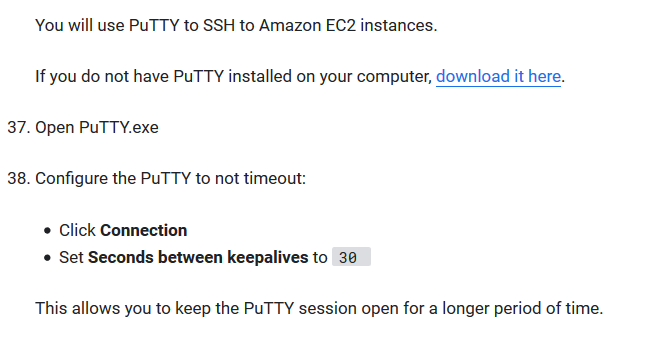 You will use PuTTY to SSH to Amazon EC2 instances.
If you do not have PuTTY installed on your computer, download it here.
37. Open PuTTY.exe
38. Configure the PuTTY to not timeout:
• Click Connection
• Set Seconds between keepalives to 30
This allows you to keep the PuTTY session open for a longer period of time.